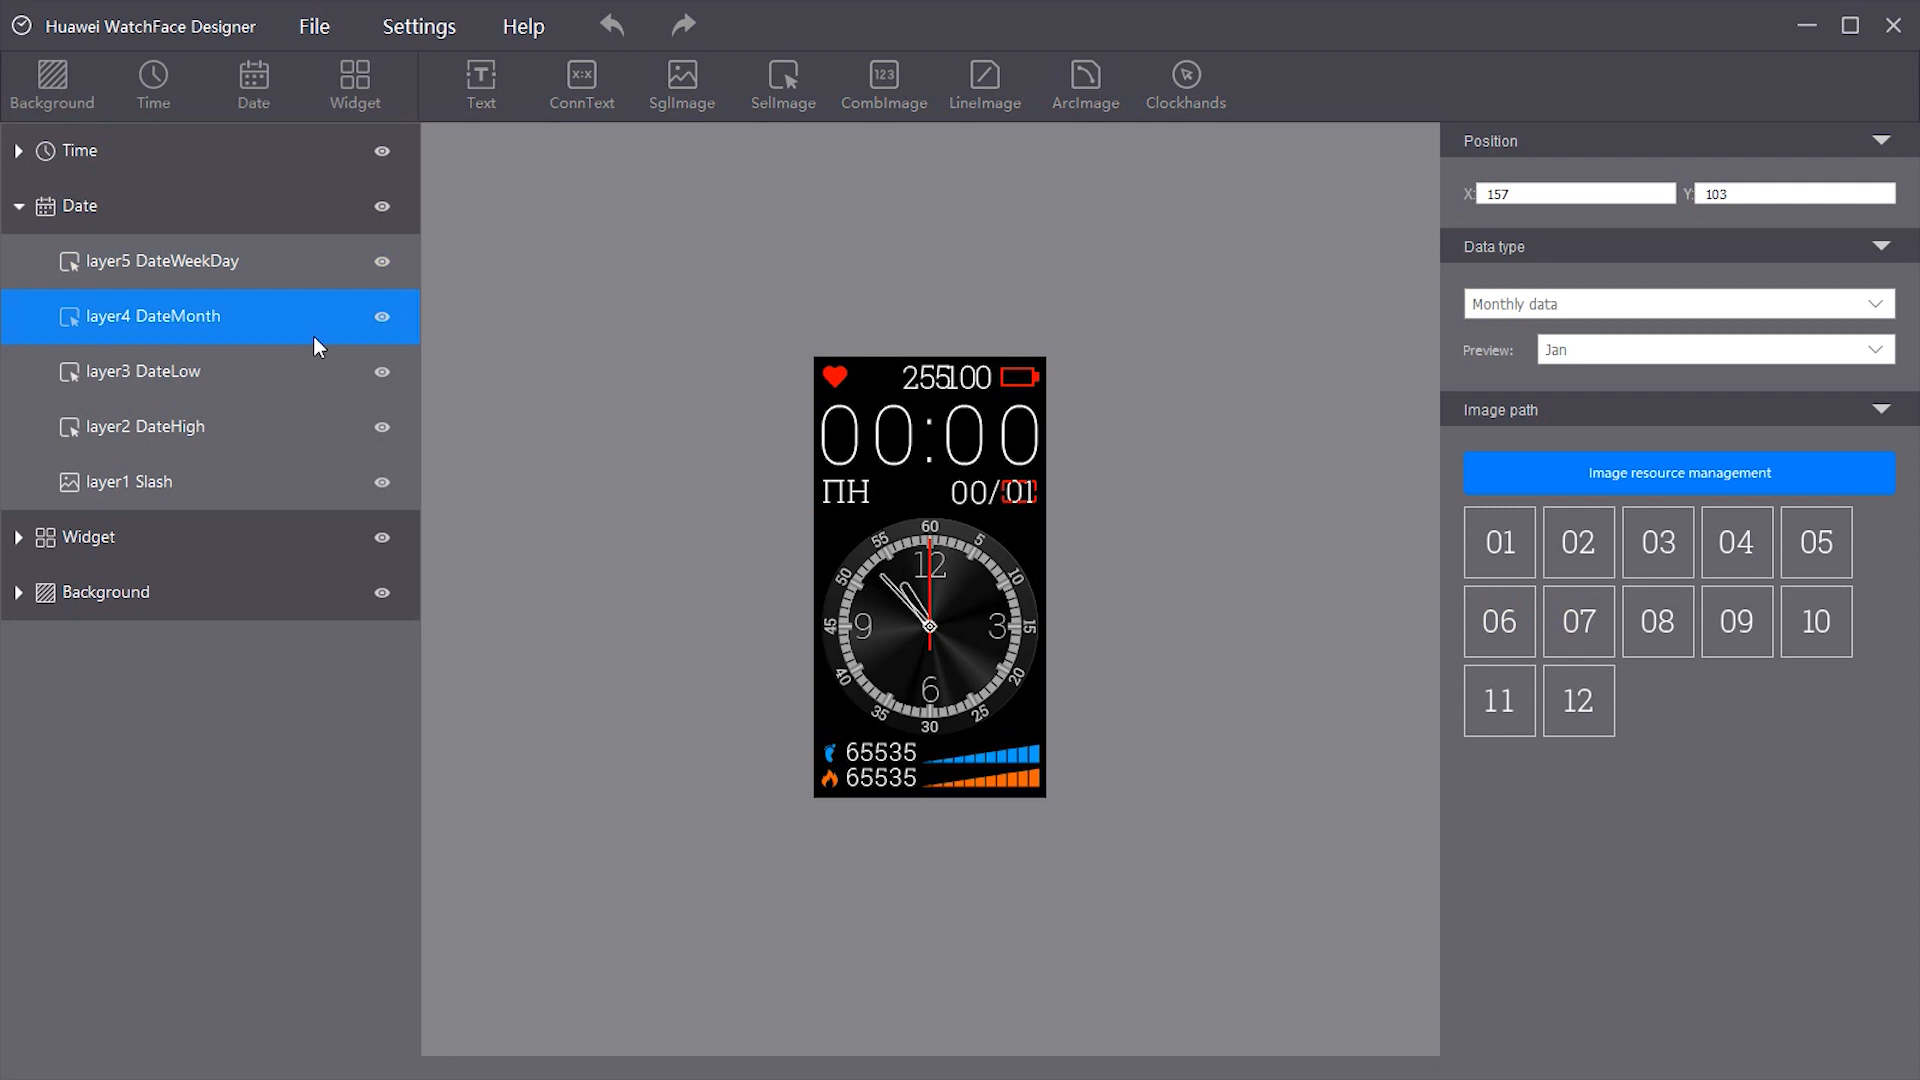 Huawei WatchFace Designer File Settings Help
Background Time Date Widget Text ConnText SglImage SelImage CombImage LineImage ArcImage Clockhands
Time
Date
layer5 DateWeekDay
layer4 DateMonth
layer3 DateLow
layer2 DateHigh
layer1 Slash
Widget
Background
255100
00:00
ПН 00/01
60
55 5
12
50 10
45 9 3 15
40 20
6
35 25
30
65535
65535
Position
X: 157 Y: 103
Data type
Monthly data
Preview: Jan
Image path
Image resource management
01 02 03 04 05
06 07 08 09 10
11 12